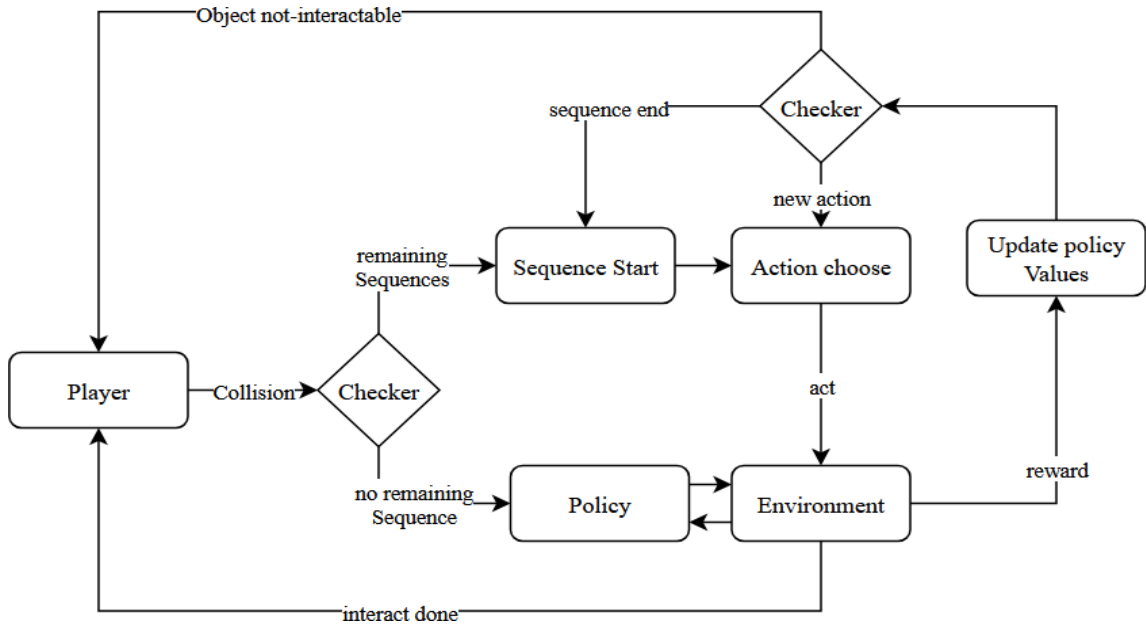 Object not-interactable
Checker
sequence end
new action
remaining
Sequences
Sequence Start
Action choose
Update policy
Values
Player
Collision
Checker
act
no remaining
Sequence
Policy
Environment
reward
interact done